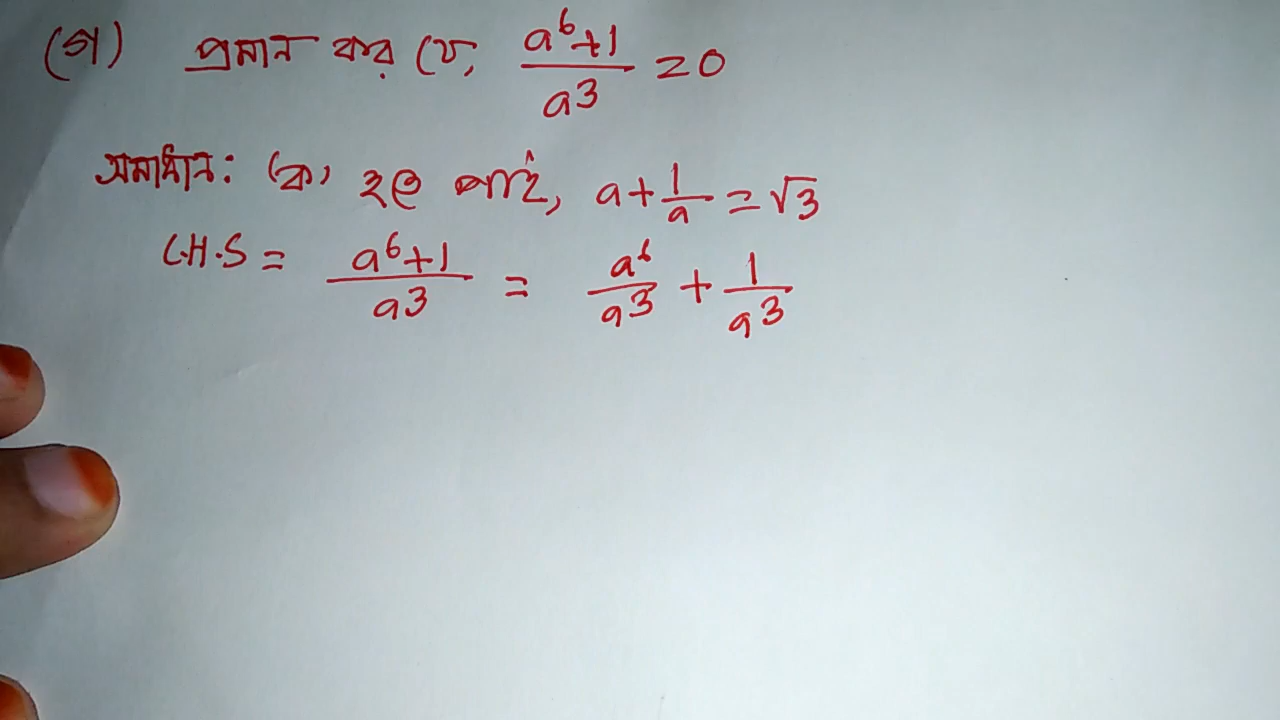 (গ) প্রমান কর যে, a⁶+1/a³ = 0
সমাধান: (ক) হতে পাই, a+1/a = √3
L.H.S = a⁶+1/a³ = a⁶/a³ + 1/a³